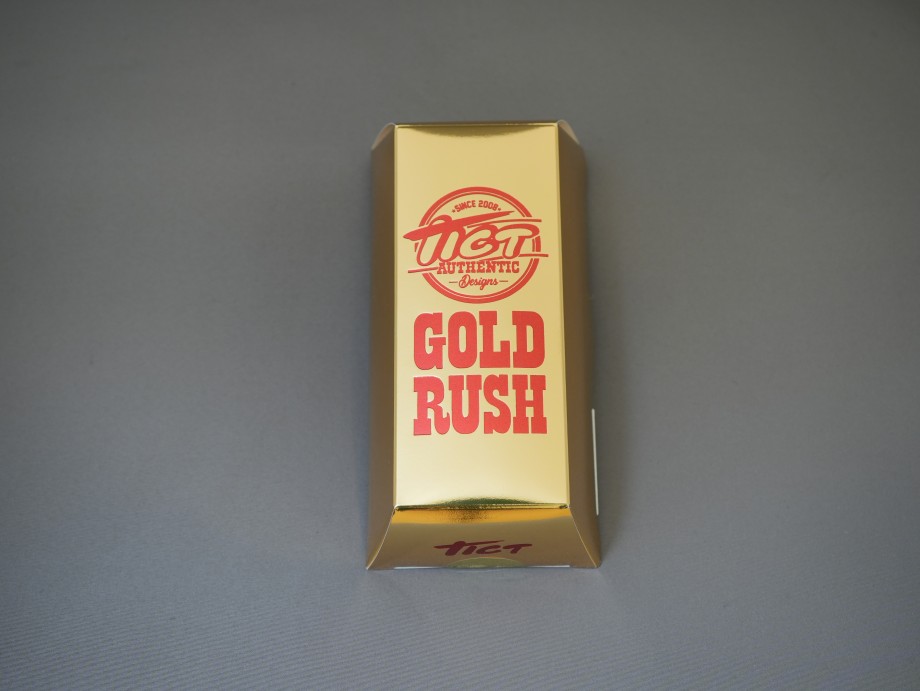 SINCE 2008
TICT
AUTHENTIC
Designs
GOLD
RUSH
TICT